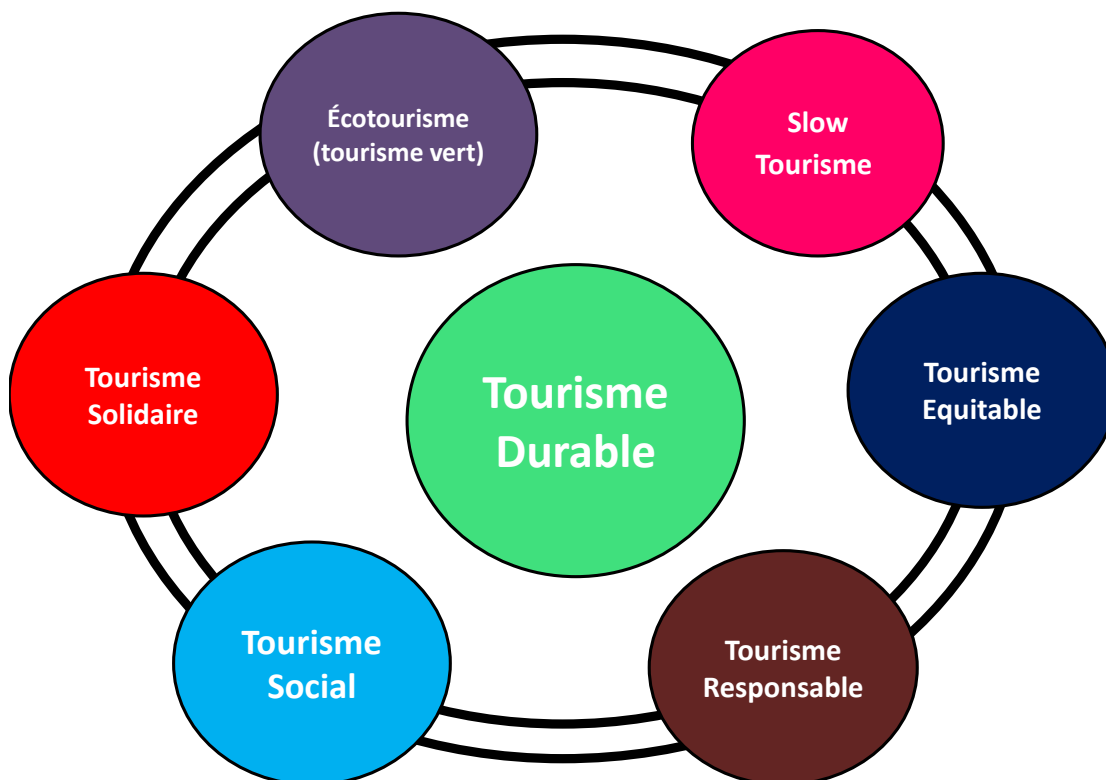 Écotourisme
(tourisme vert)
Slow
Tourisme
Tourisme
Solidaire
Tourisme
Durable
Tourisme
Equitable
Tourisme
Social
Tourisme
Responsable